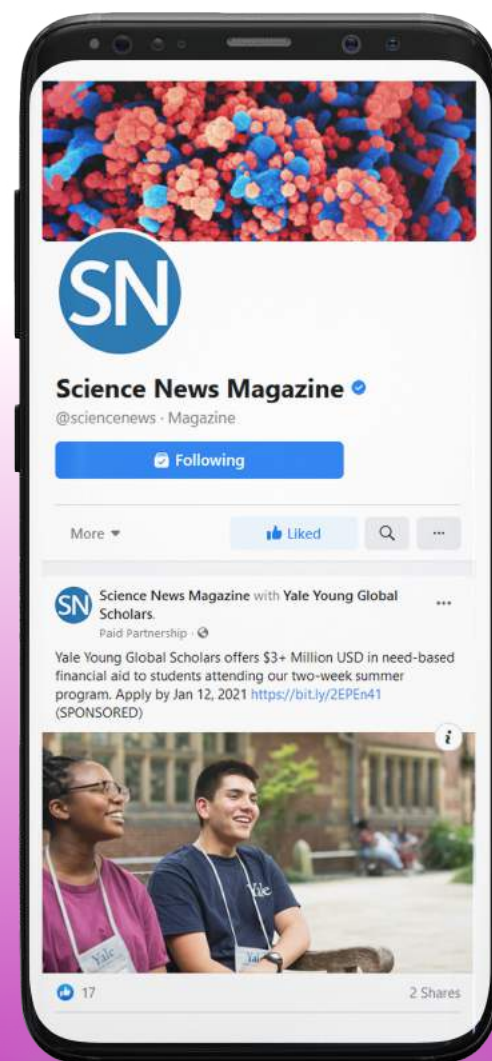 SN
Science News Magazine
@sciencenews · Magazine
Following
More
Liked
SN
Science News Magazine with Yale Young Global
Scholars.
Paid Partnership ·
Yale Young Global Scholars offers $3+ Million USD in need-based
financial aid to students attending our two-week summer
program. Apply by Jan 12, 2021 https://bit.ly/2EPEn41
(SPONSORED)
i
Yale
Yale
Yale
17
2 Shares